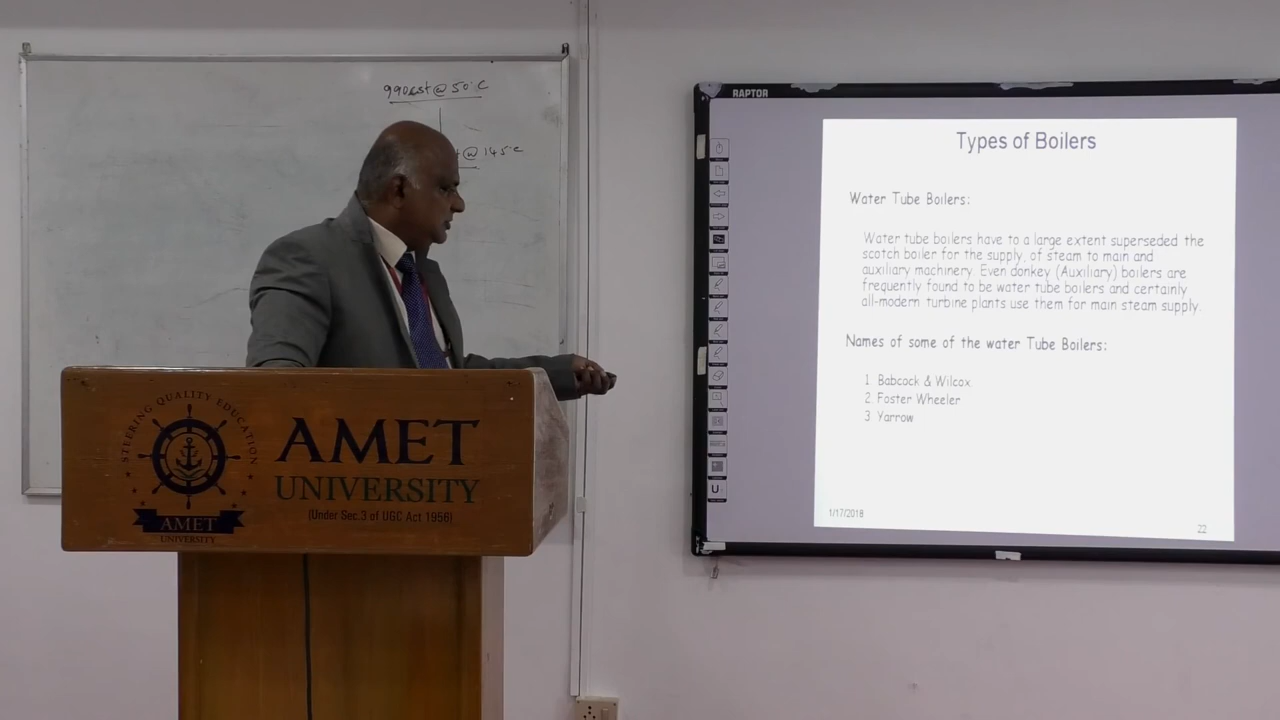 990cst@ 50°C
@ 145°c
STEERING QUALITY EDUCATION
AMET
UNIVERSITY
AMET
UNIVERSITY
(Under Sec.3 of UGC Act 1956)
RAPTOR
Types of Boilers
Water Tube Boilers:
Water tube boilers have to a large extent superseded the
scotch boiler for the supply, of steam to main and
auxiliary machinery. Even donkey (Auxiliary) boilers are
frequently found to be water tube boilers and certainly
all-modern turbine plants use them for main steam supply.
Names of some of the water Tube Boilers:
1 Babcock & Wilcox.
2. Foster Wheeler
3 Yarrow
1/17/2018
22